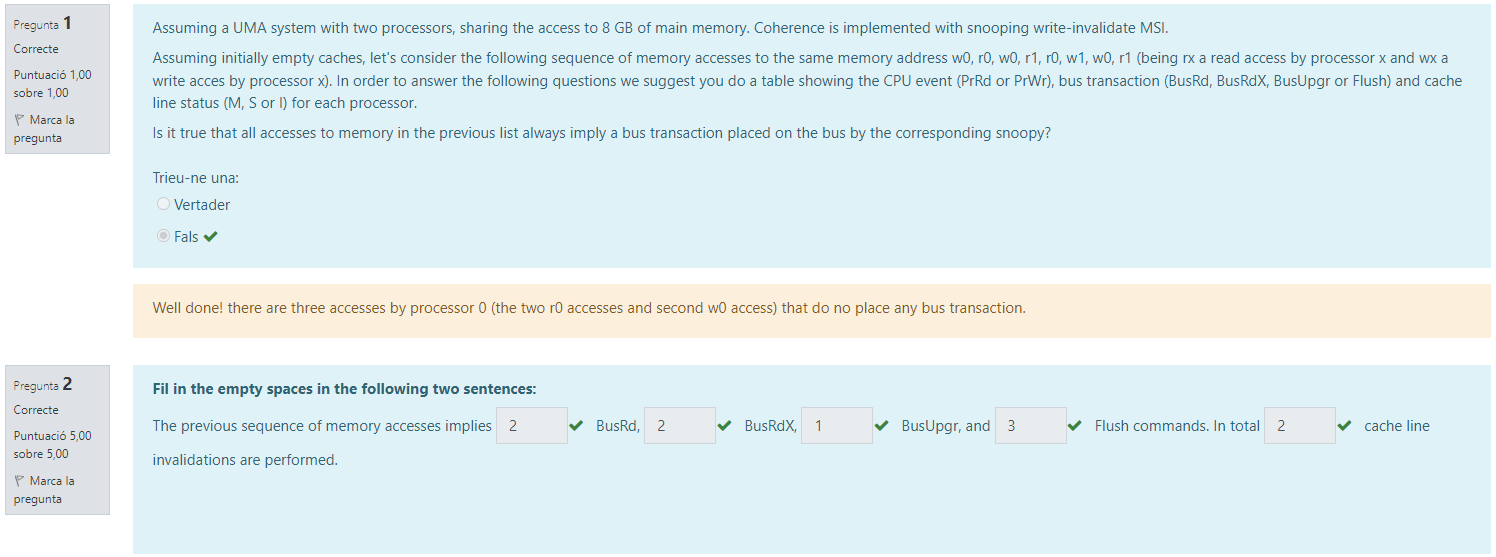 Pregunta 1
Correcte
Puntuació 1,00
sobre 1,00
Marca la
pregunta
Assuming a UMA system with two processors, sharing the access to 8 GB of main memory. Coherence is implemented with snooping write-invalidate MSI.
Assuming initially empty caches, let's consider the following sequence of memory accesses to the same memory address w0, r0, w0, r1, r0, w1, w0, r1 (being rx a read access by processor x and wx a
write acces by processor x). In order to answer the following questions we suggest you do a table showing the CPU event (PrRd or PrWr), bus transaction (BusRd, BusRdX, BusUpgr or Flush) and cache
line status (M, S or I) for each processor.
Is it true that all accesses to memory in the previous list always imply a bus transaction placed on the bus by the corresponding snoopy?
Trieu-ne una:
Vertader
Fals
Well done! there are three accesses by processor 0 (the two r0 accesses and second w0 access) that do no place any bus transaction.
Pregunta 2
Correcte
Puntuació 5,00
sobre 5,00
Marca la
pregunta
Fil in the empty spaces in the following two sentences:
The previous sequence of memory accesses implies 2 BusRd, 2 BusRdX, 1 BusUpgr, and 3 Flush commands. In total 2 cache line
invalidations are performed.